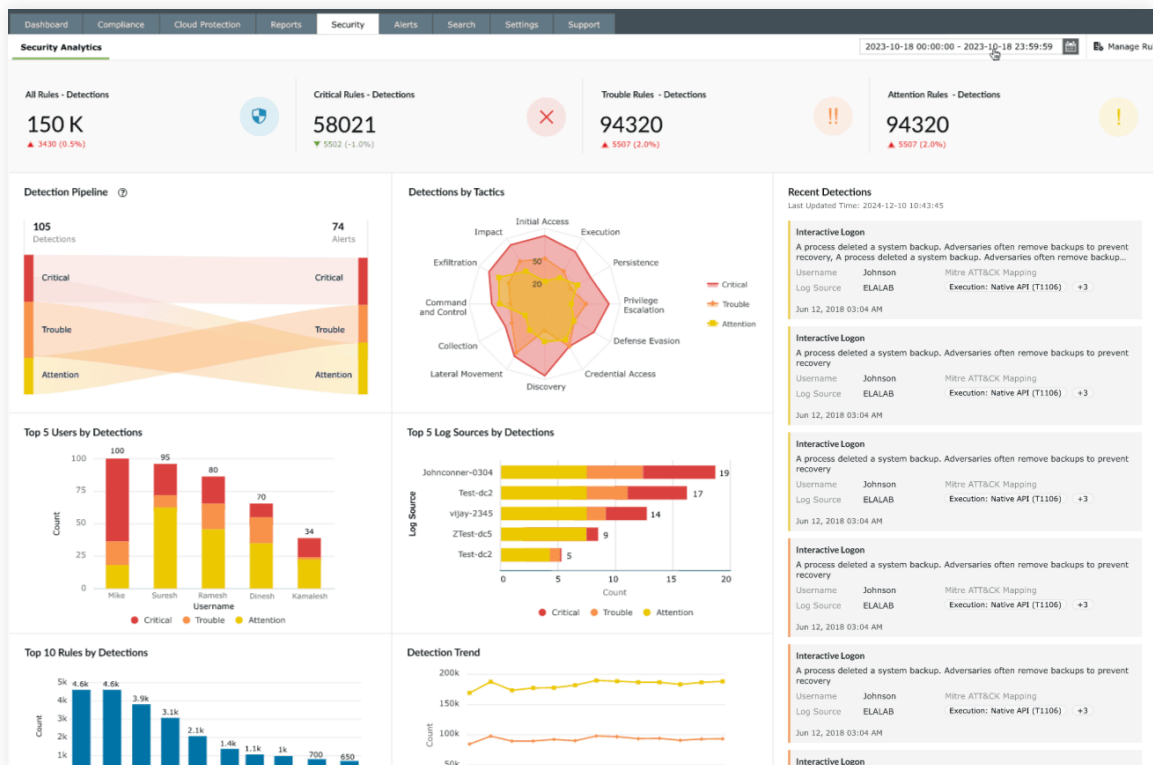 Dashboard Compliance Cloud Protection Reports Security Alerts Search Settings Support
Security Analytics
2023-10-18 00:00:00 - 2023-10-18 23:59:59
Manage Ru
All Rules - Detections
150 K
▲ 3430 (0.5%)
Critical Rules - Detections
58021
▼ 5502 (-1.0%)
Trouble Rules - Detections
94320
▲ 5507 (2.0%)
!!
Attention Rules - Detections
94320
▲ 5507 (2.0%)
!
Detection Pipeline ?
105
Detections
74
Alerts
Critical
Critical
Trouble
Trouble
Attention
Attention
Detections by Tactics
Initial Access
Execution
Persistence
Privilege
Escalation
Defense Evasion
Credential Access
Discovery
Lateral Movement
Collection
Command
and Control
Exfiltration
Impact
50
20
Critical
Trouble
Attention
Top 5 Users by Detections
100
75
50
25
0
Count
100
95
80
70
34
Mike Suresh Ramesh Dinesh Kamalesh
Username
Critical Trouble Attention
Top 5 Log Sources by Detections
Log Source
Johnconner-0304 19
Test-dc2 17
vijay-2345 14
ZTest-dc5 9
Test-dc2 5
0 5 10 15 20
Count
Critical Trouble Attention
Top 10 Rules by Detections
5k
4k
3k
2k
1k
Count
4.6k 4.6k 3.9k 3.1k 2.1k 1.4k 1.1k 1k 700 650
Detection Trend
200k
150k
100k
50k
Count
Recent Detections
Last Updated Time: 2024-12-10 10:43:45
Interactive Logon
A process deleted a system backup. Adversaries often remove backups to prevent
recovery, A process deleted a system backup. Adversaries often remove backup...
Username Johnson Mitre ATT&CK Mapping
Log Source ELALAB Execution: Native API (T1106) +3
Jun 12, 2018 03:04 AM
Interactive Logon
A process deleted a system backup. Adversaries often remove backups to prevent
recovery
Username Johnson Mitre ATT&CK Mapping
Log Source ELALAB Execution: Native API (T1106) +3
Jun 12, 2018 03:04 AM
Interactive Logon
A process deleted a system backup. Adversaries often remove backups to prevent
recovery
Username Johnson Mitre ATT&CK Mapping
Log Source ELALAB Execution: Native API (T1106) +3
Jun 12, 2018 03:04 AM
Interactive Logon
A process deleted a system backup. Adversaries often remove backups to prevent
recovery
Username Johnson Mitre ATT&CK Mapping
Log Source ELALAB Execution: Native API (T1106) +3
Jun 12, 2018 03:04 AM
Interactive Logon
A process deleted a system backup. Adversaries often remove backups to prevent
recovery
Username Johnson Mitre ATT&CK Mapping
Log Source ELALAB Execution: Native API (T1106) +3
Jun 12, 2018 03:04 AM
Interactive Logon